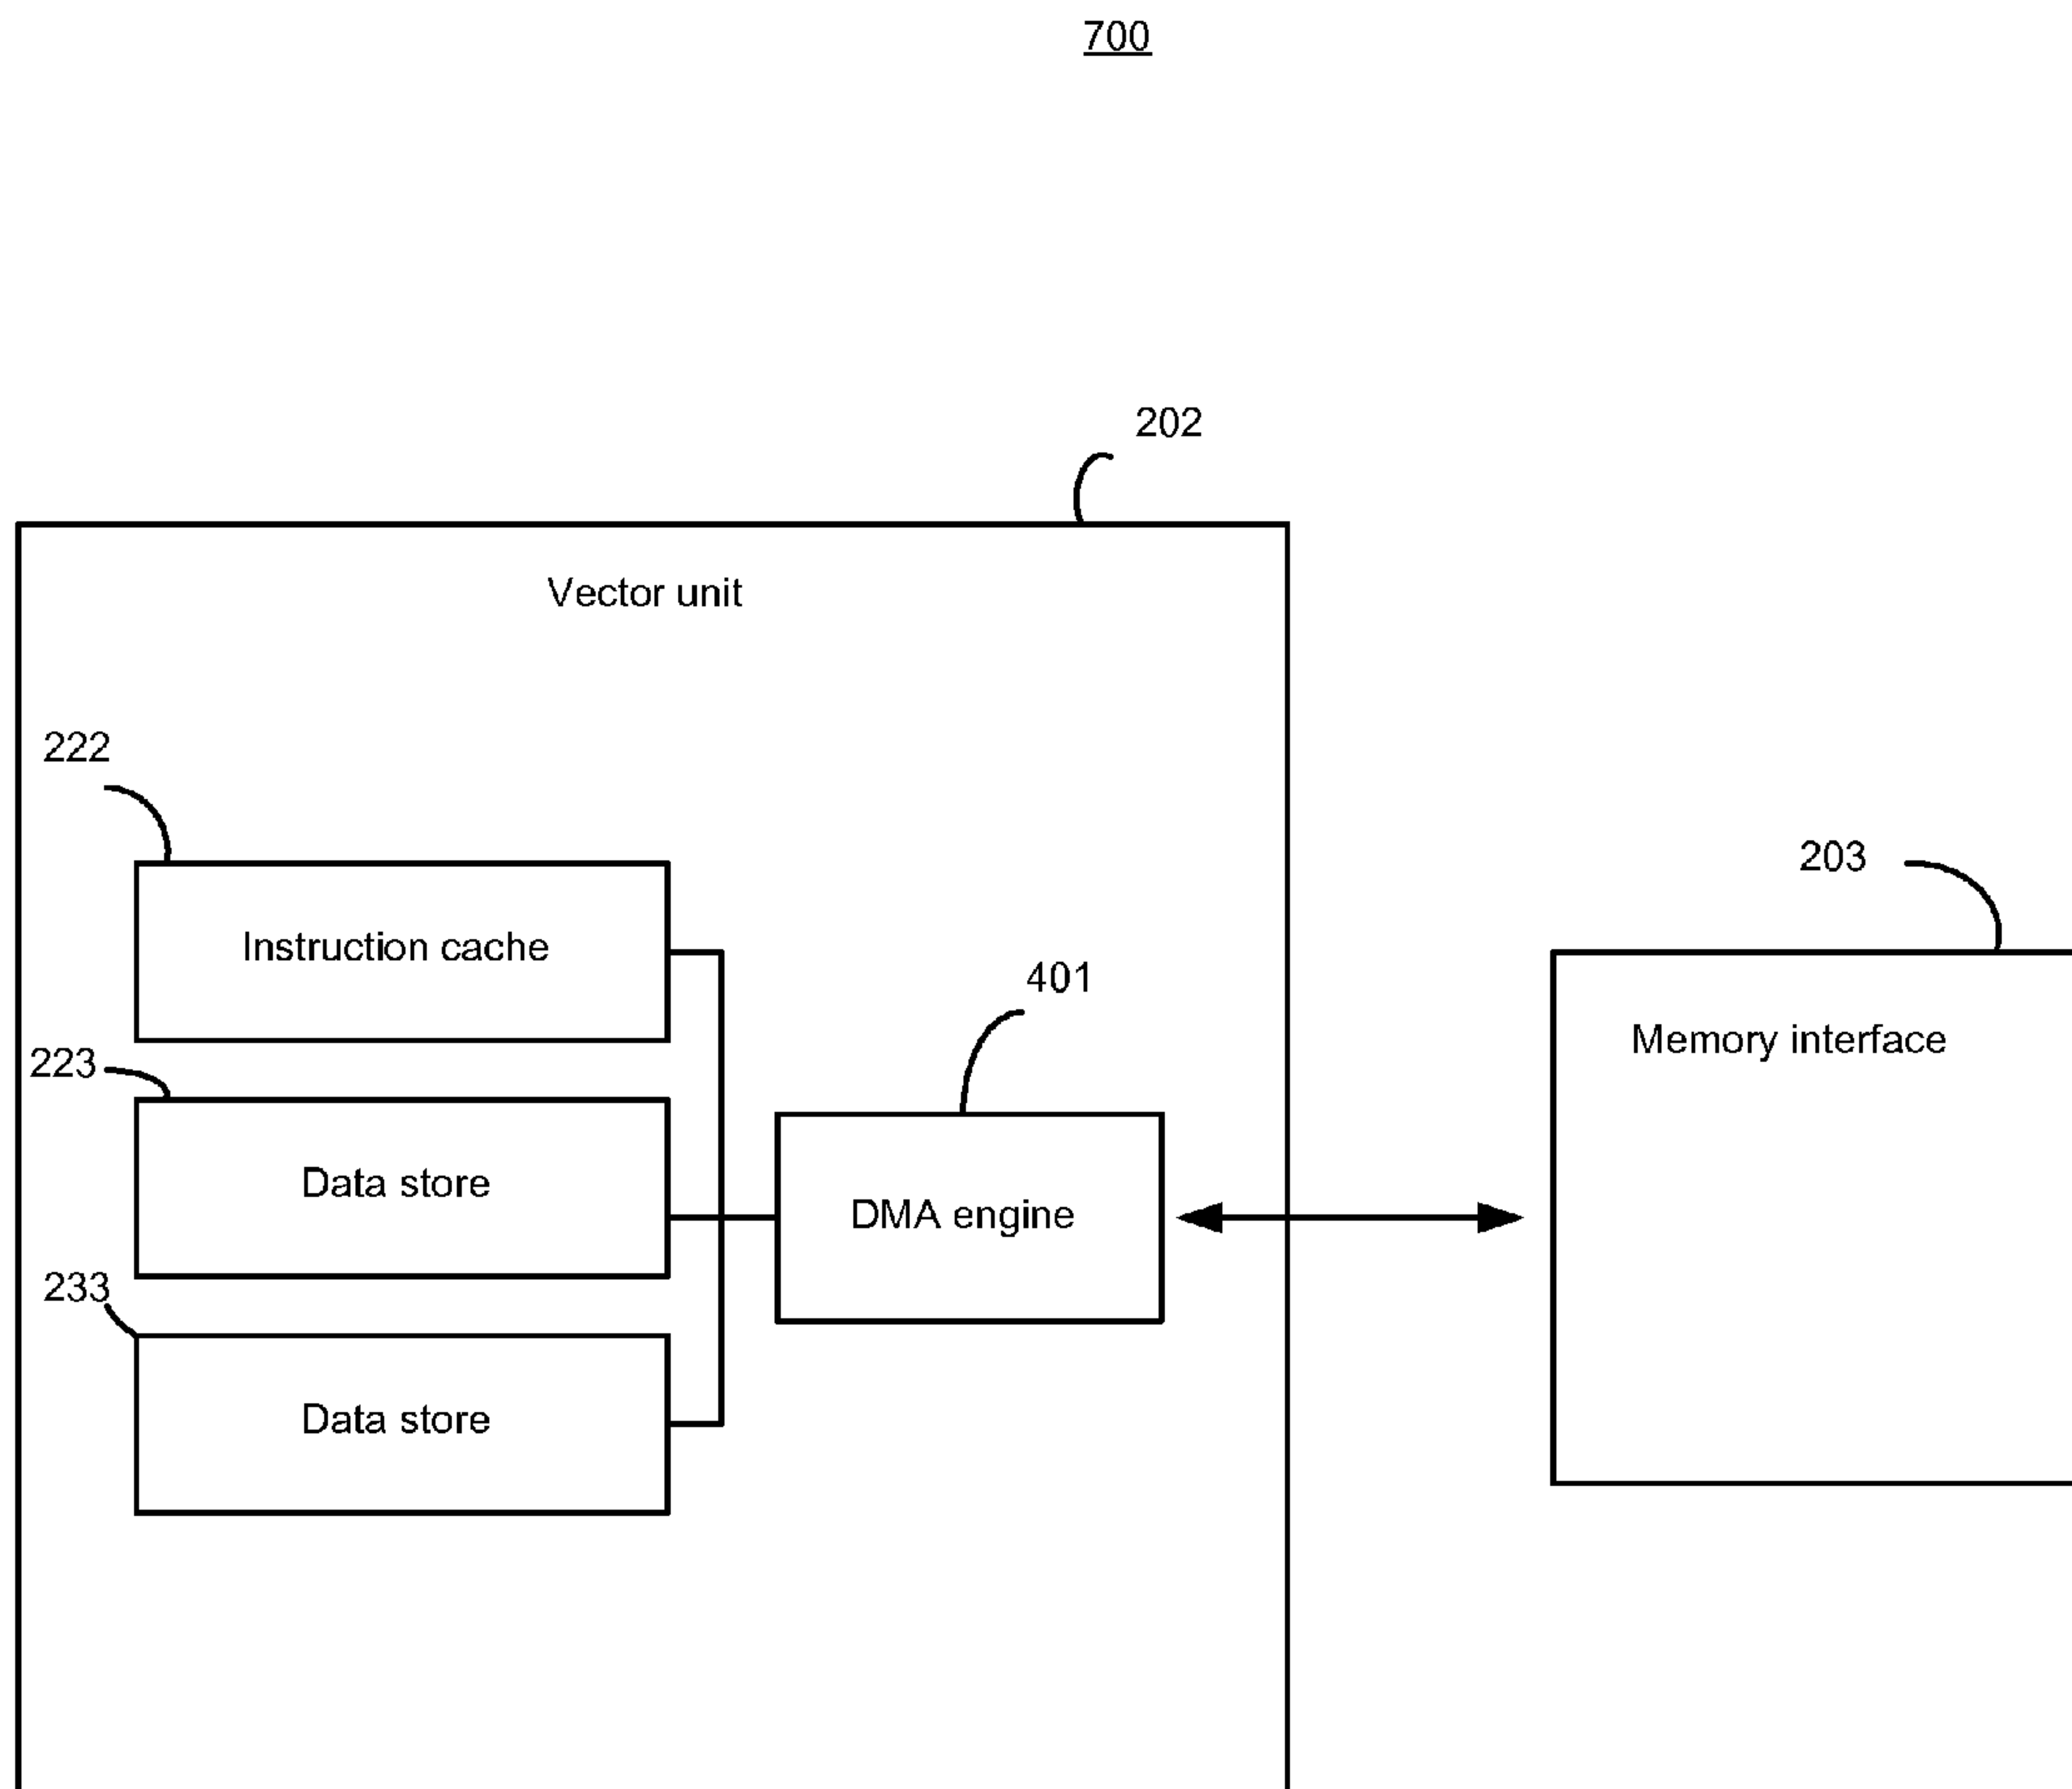 700
202
Vector unit
222
203
Instruction cache
401
Memory interface
223
Data store
DMA engine
233
Data store